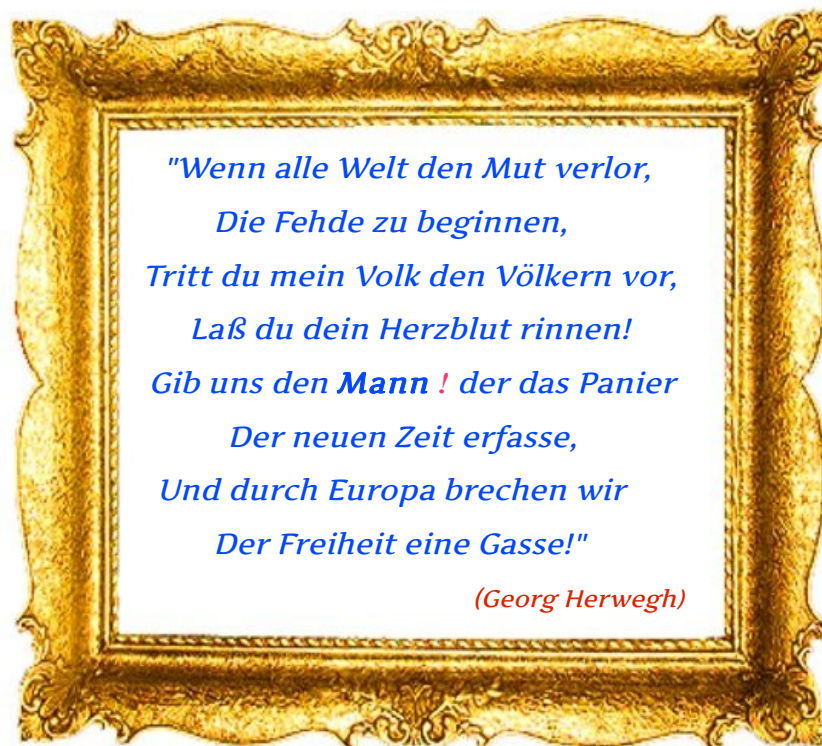 "Wenn alle Welt den Mut verlor,
Die Fehde zu beginnen,
Tritt du mein Volk den Völkern vor,
Laß du dein Herzblut rinnen!
Gib uns den Mann ! der das Panier
Der neuen Zeit erfasse,
Und durch Europa brechen wir
Der Freiheit eine Gasse!"
(Georg Herwegh)